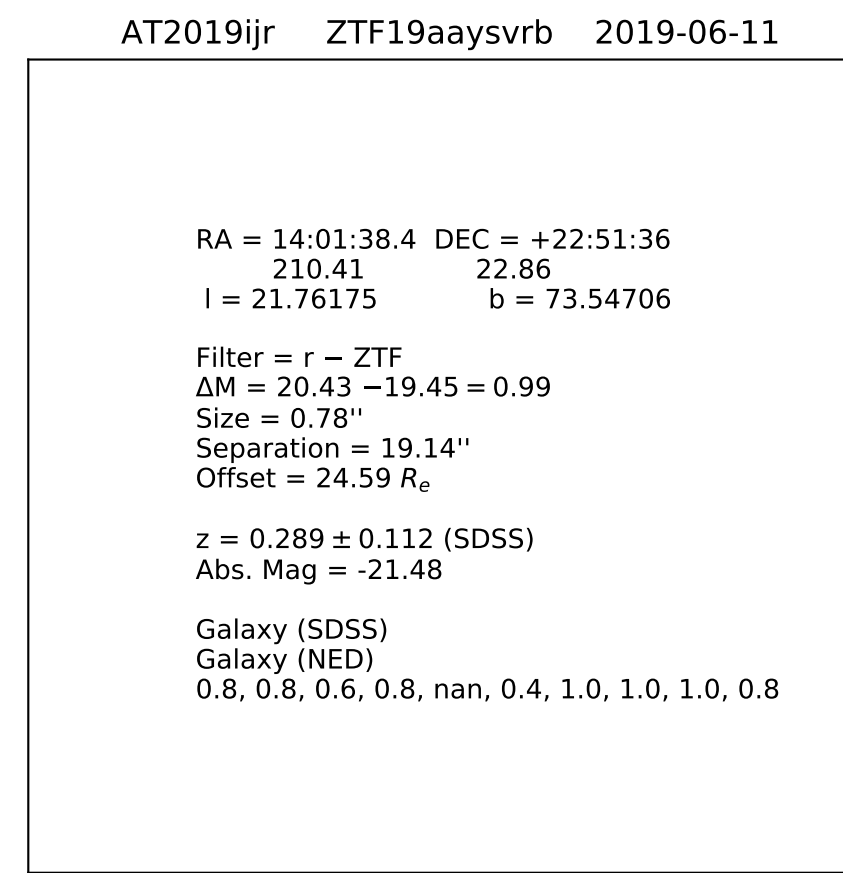 AT2019ijr ZTF19aaysvrb 2019-06-11
RA = 14:01:38.4 DEC = +22:51:36
210.41 22.86
l = 21.76175 b = 73.54706
Filter = r − ZTF
ΔM = 20.43 −19.45 = 0.99
Size = 0.78''
Separation = 19.14''
Offset = 24.59 Rₑ
z = 0.289 ± 0.112 (SDSS)
Abs. Mag = -21.48
Galaxy (SDSS)
Galaxy (NED)
0.8, 0.8, 0.6, 0.8, nan, 0.4, 1.0, 1.0, 1.0, 0.8